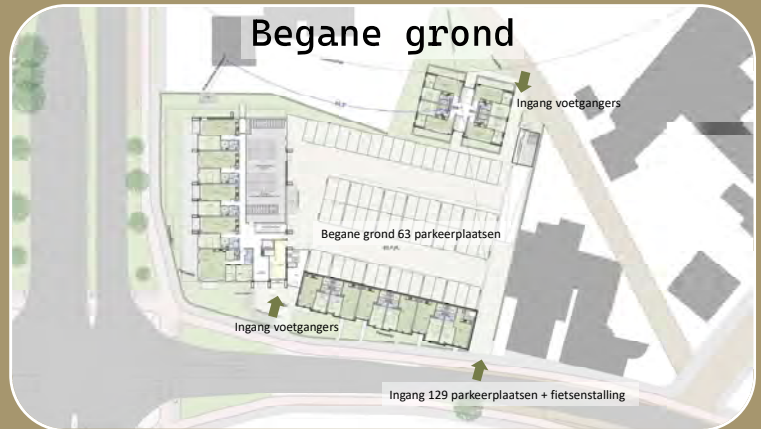 Begane grond
Ingang voetgangers
Begane grond 63 parkeerplaatsen
Ingang voetgangers
Ingang 129 parkeerplaatsen + fietsenstalling